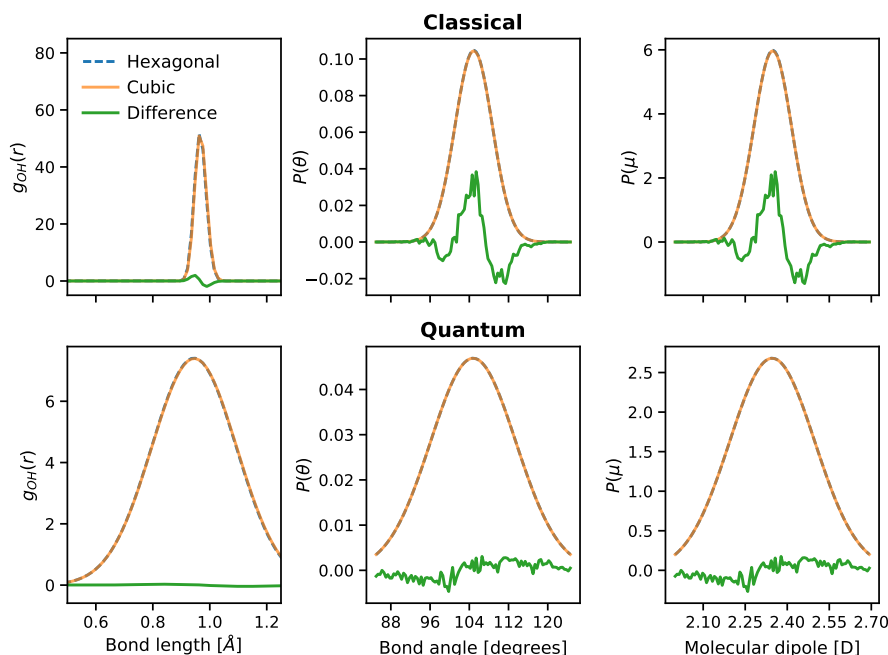 Classical
80
60
40
20
0
g_OH(r)
Hexagonal
Cubic
Difference
0.10
0.08
0.06
0.04
0.02
0.00
−0.02
P(θ)
6
4
2
0
P(μ)
Quantum
6
4
2
0
g_OH(r)
0.6 0.8 1.0 1.2
Bond length [Å]
0.04
0.03
0.02
0.01
0.00
P(θ)
88 96 104 112 120
Bond angle [degrees]
2.5
2.0
1.5
1.0
0.5
0.0
P(μ)
2.10 2.25 2.40 2.55 2.70
Molecular dipole [D]